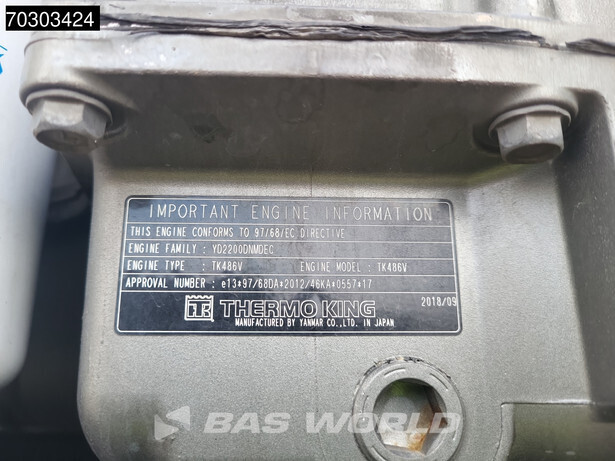 70303424
IMPORTANT ENGINE INFORMATION
THIS ENGINE CONFORMS TO 97/68/EC DIRECTIVE
ENGINE FAMILY : YD2200DNMDEC
ENGINE TYPE : TK486V ENGINE MODEL : TK486V
APPROVAL NUMBER : e13*97/68DA*2012/46KA*0557*17
THERMO KING 2018/09
MANUFACTURED BY YANMAR CO.,LTD. IN JAPAN
BAS WORLD